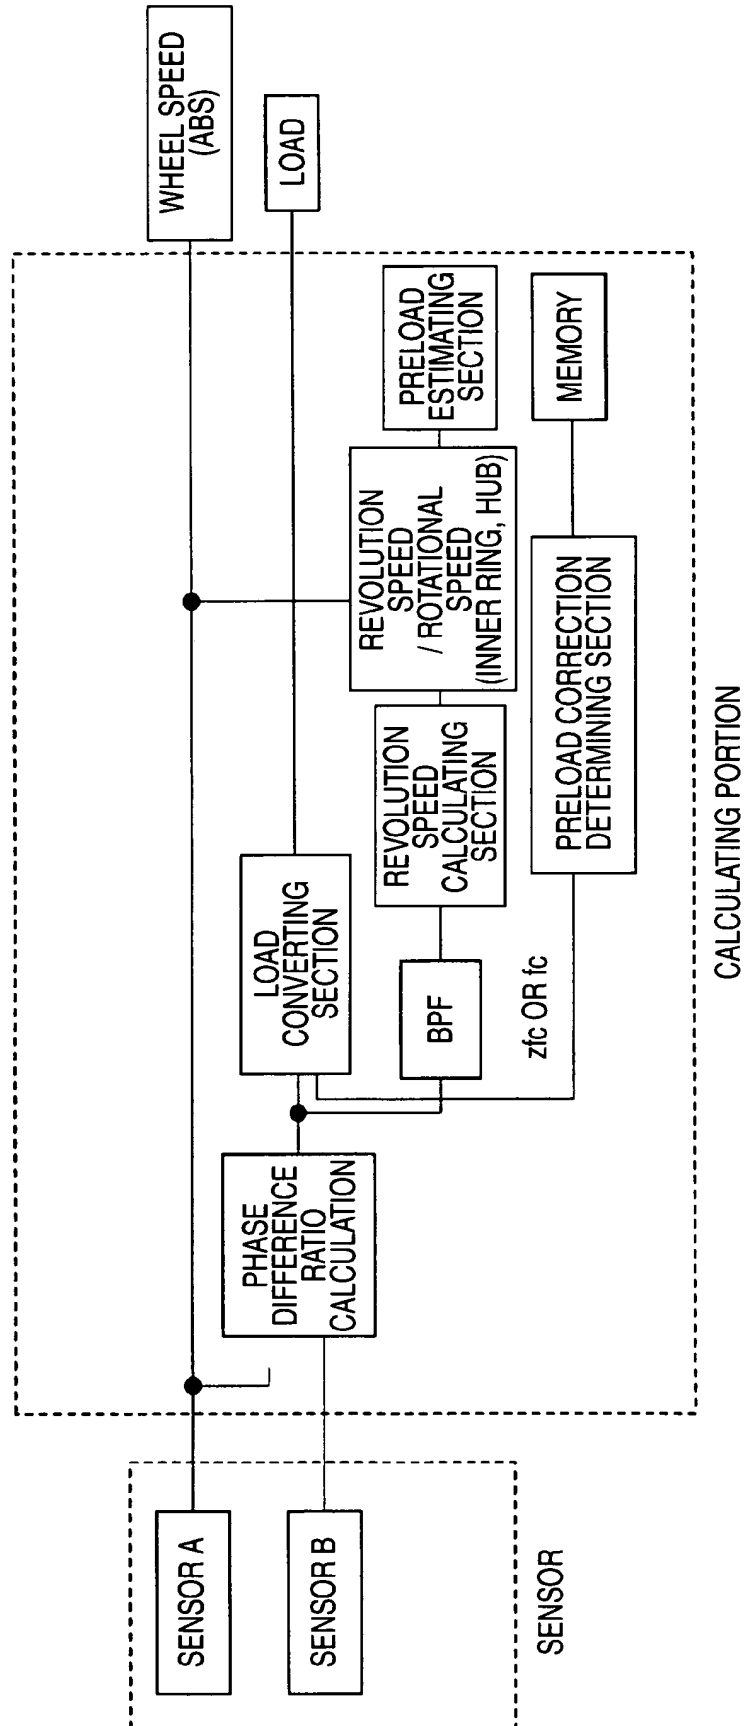 SENSOR A
SENSOR B
SENSOR
PHASE
DIFFERENCE
RATIO
CALCULATION
LOAD
CONVERTING
SECTION
BPF
zfc OR fc
REVOLUTION
SPEED
CALCULATING
SECTION
REVOLUTION
SPEED
/ ROTATIONAL
SPEED
(INNER RING, HUB)
PRELOAD
ESTIMATING
SECTION
PRELOAD CORRECTION
DETERMINING SECTION
MEMORY
CALCULATING PORTION
WHEEL SPEED
(ABS)
LOAD